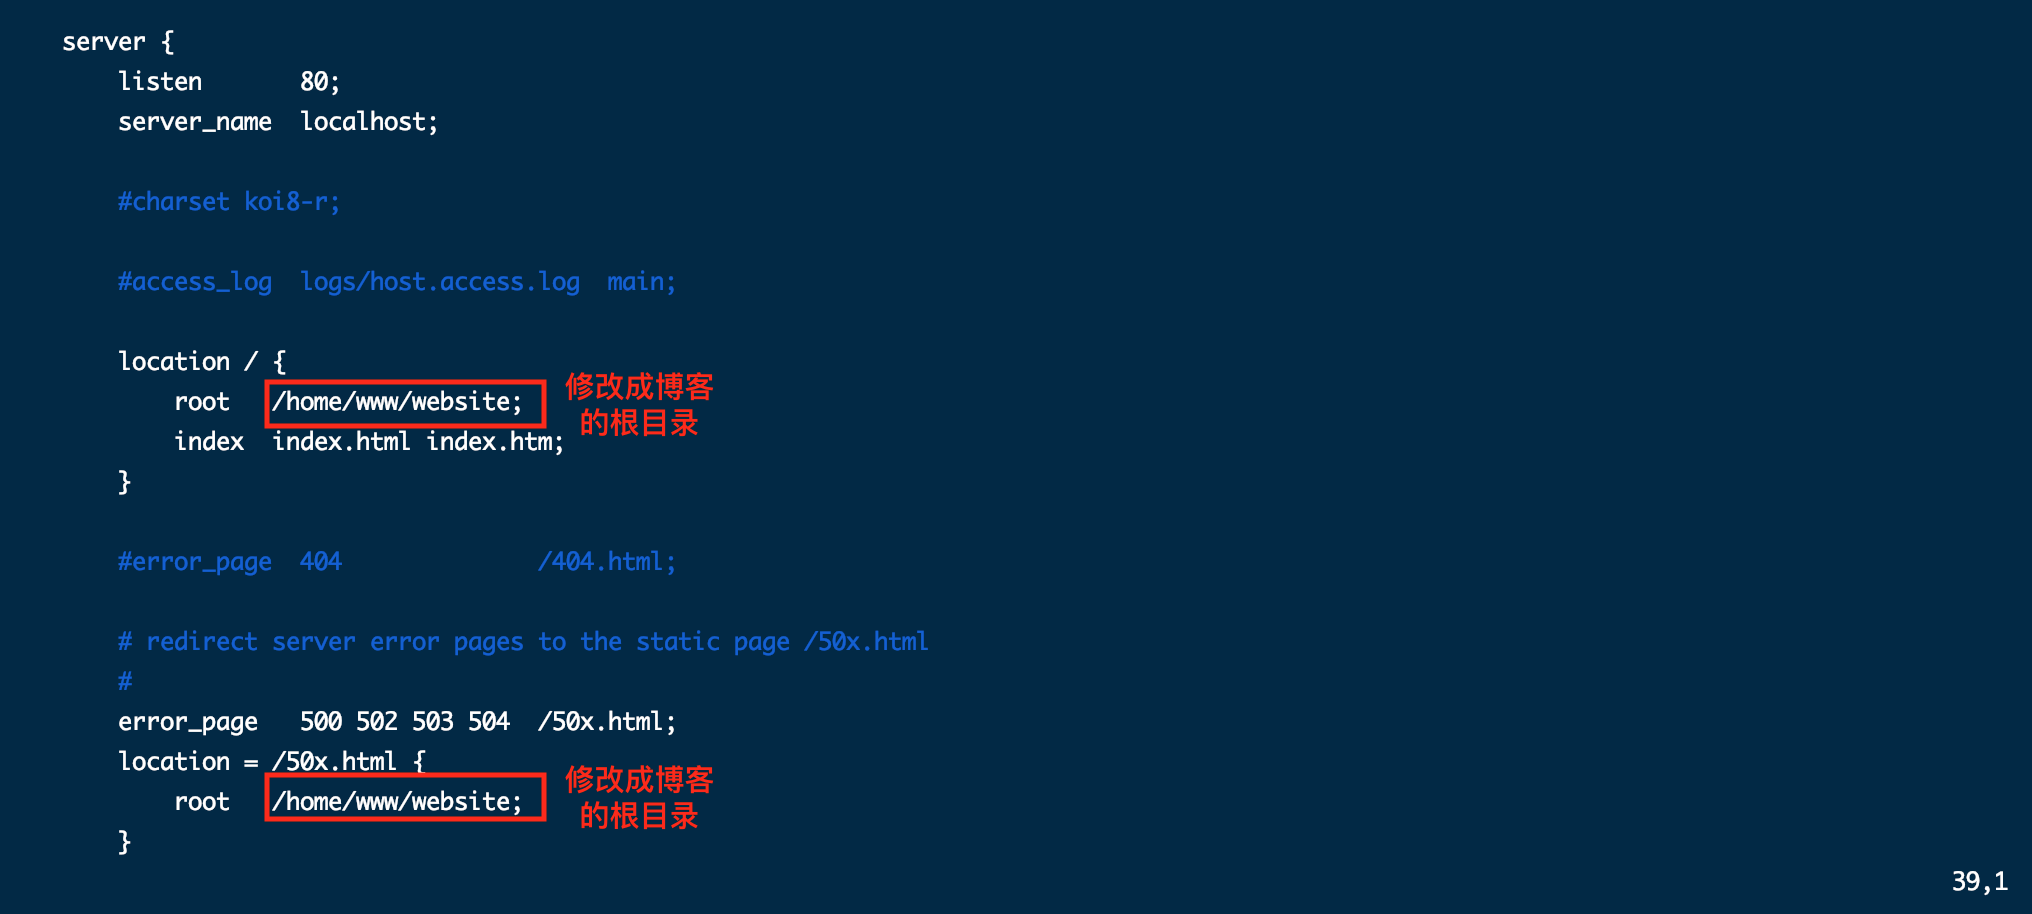 server {
    listen       80;
    server_name  localhost;
    #charset koi8-r;
    #access_log  logs/host.access.log  main;
    location / {
        root   /home/www/website;
修改成博客
的根目录
        index  index.html index.htm;
    }
    #error_page  404              /404.html;
    # redirect server error pages to the static page /50x.html
    #
    error_page   500 502 503 504  /50x.html;
    location = /50x.html {
        root   /home/www/website;
修改成博客
的根目录
    }
39,1